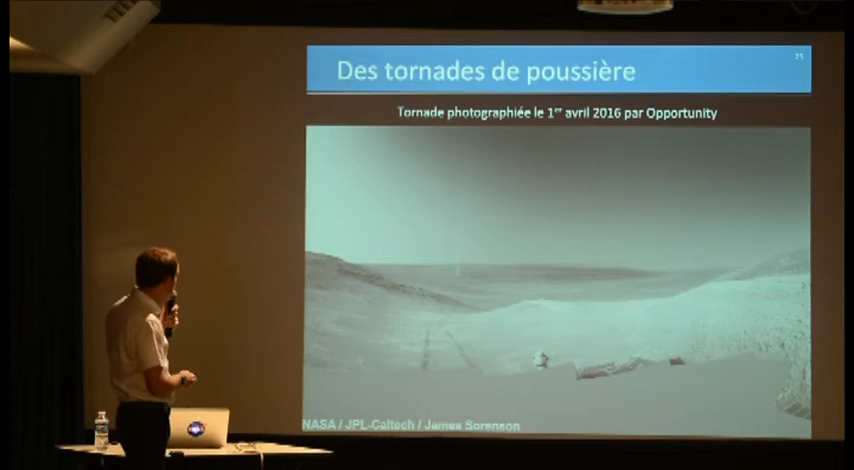 Des tornades de poussière
Tornade photographiée le 1er avril 2016 par Opportunity
NASA / JPL-Caltech / James Sorenson